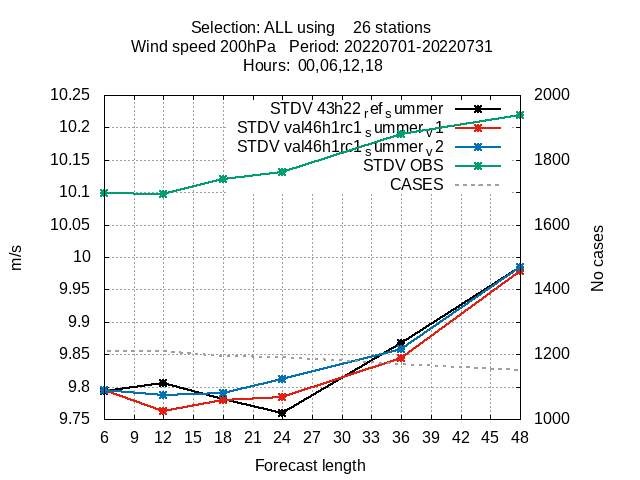 Selection: ALL using    26 stations
Wind speed 200hPa   Period: 20220701-20220731
Hours: 00,06,12,18
10.25
10.2
10.15
10.1
10.05
10
9.95
9.9
9.85
9.8
9.75
m/s
STDV 43h22 r ef s ummer
STDV val46h1rc1 s ummer v 1
STDV val46h1rc1 s ummer v 2
STDV OBS
CASES
2000
1800
1600
1400
1200
1000
No cases
6 9 12 15 18 21 24 27 30 33 36 39 42 45 48
Forecast length